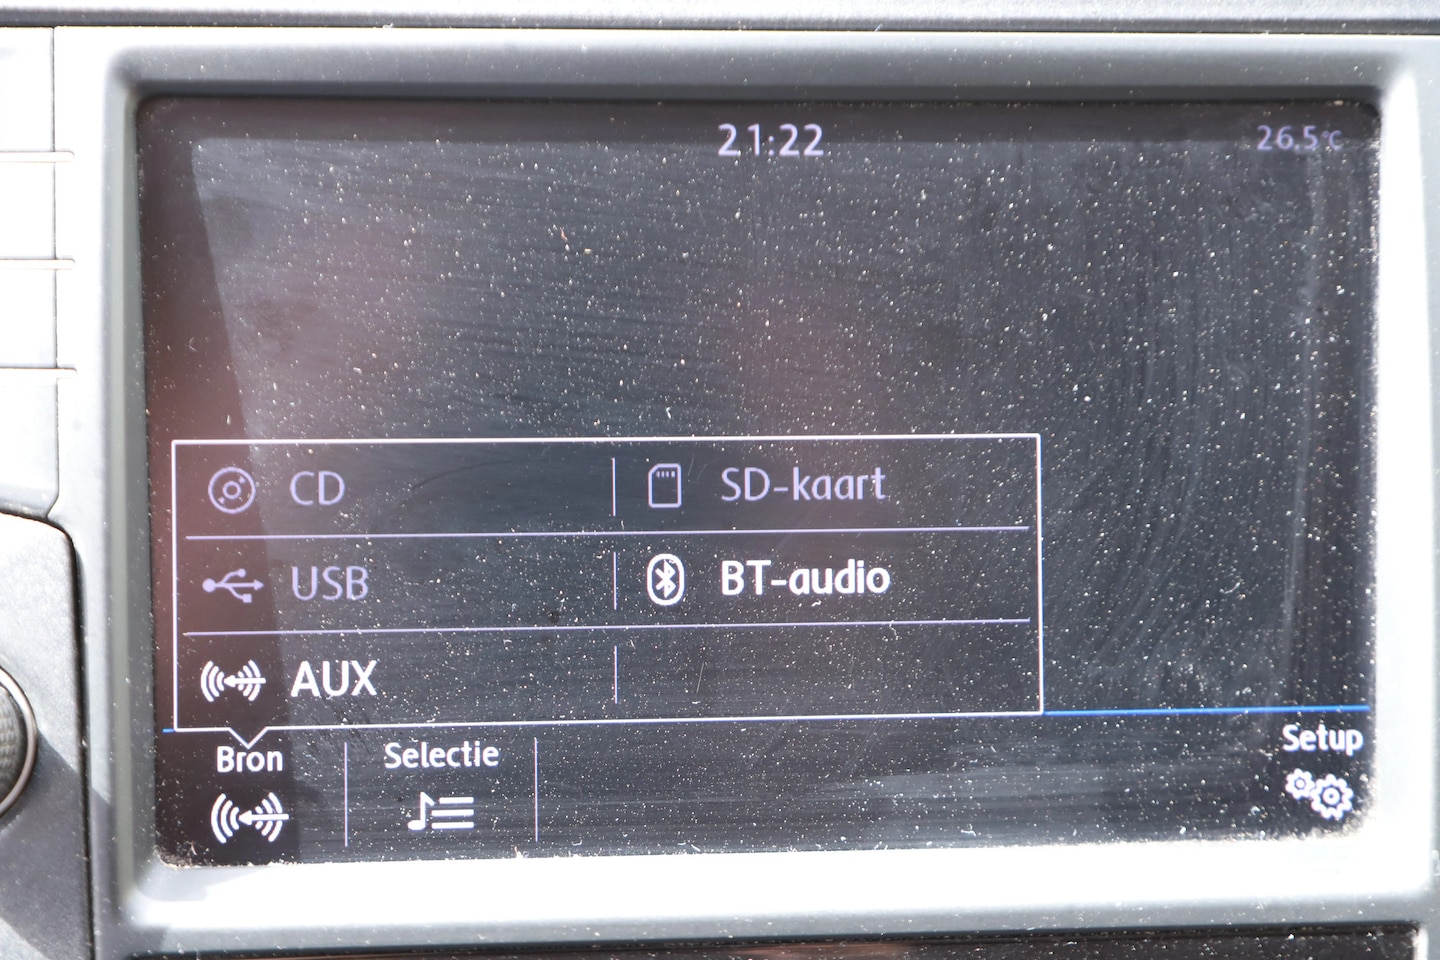 21:22
26.5°C
CD
SD-kaart
USB
BT-audio
AUX
Bron
Selectie
Setup